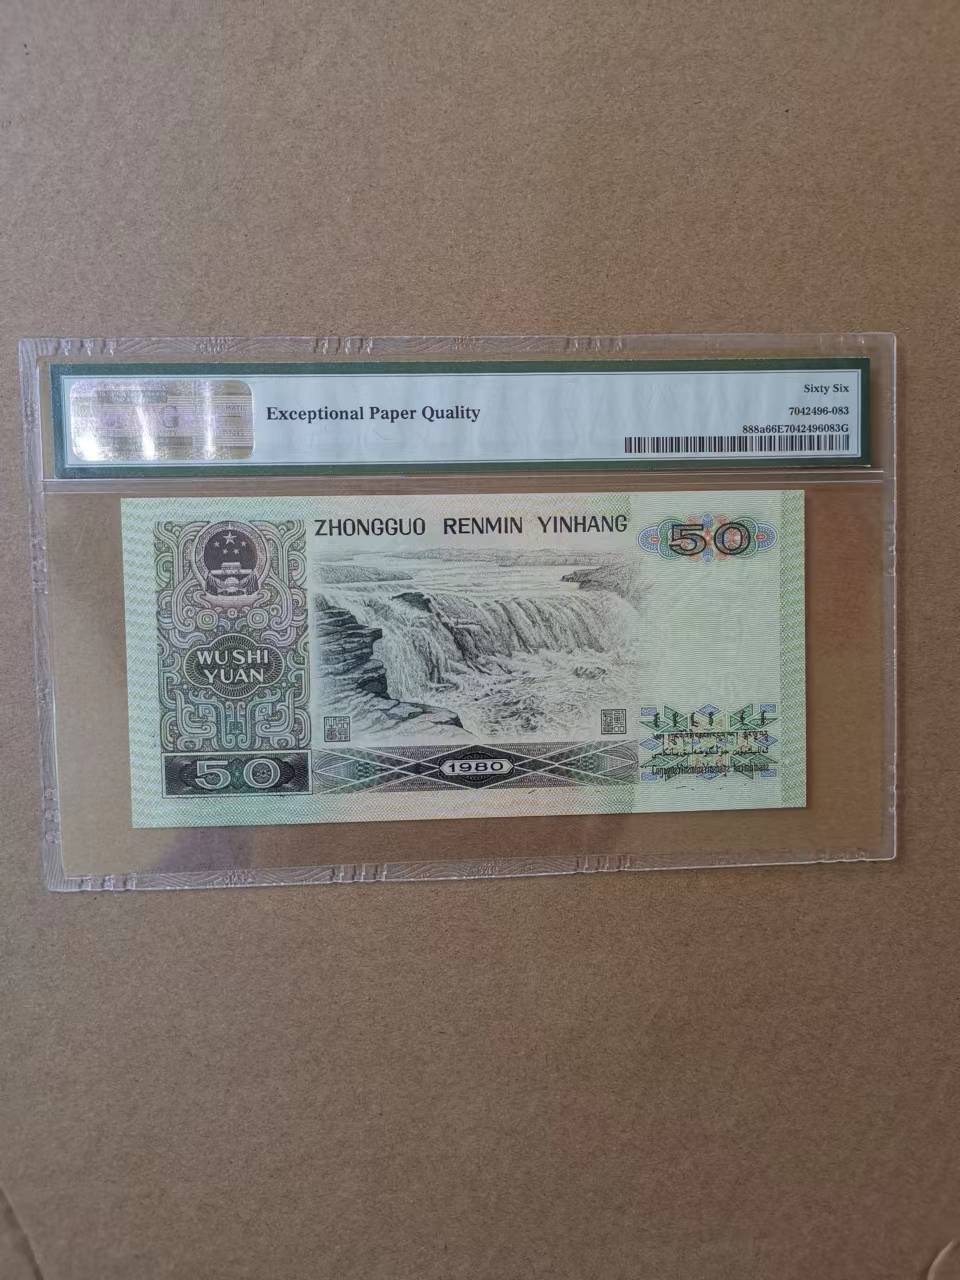 Exceptional Paper Quality
Sixty Six
7042496-083
888a66E7042496083G
ZHONGGUO RENMIN YINHANG
50
WU SHI
YUAN
50
1980